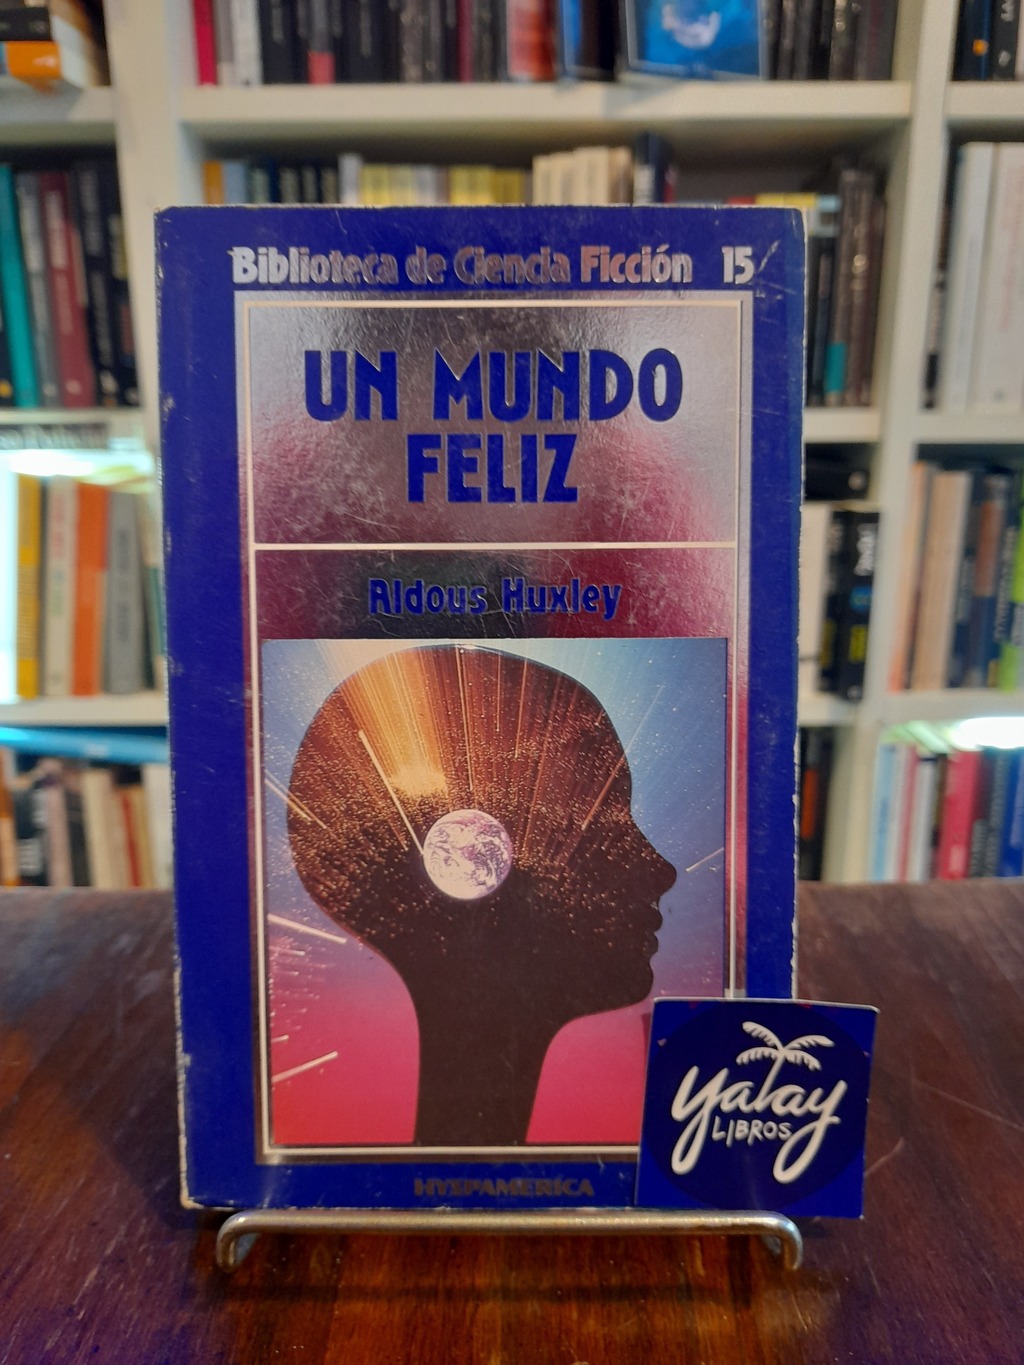 Biblioteca de Ciencia Ficción 15
UN MUNDO
FELIZ
Aldous Huxley
HYSPAMERICA
Yatay
LIBROS